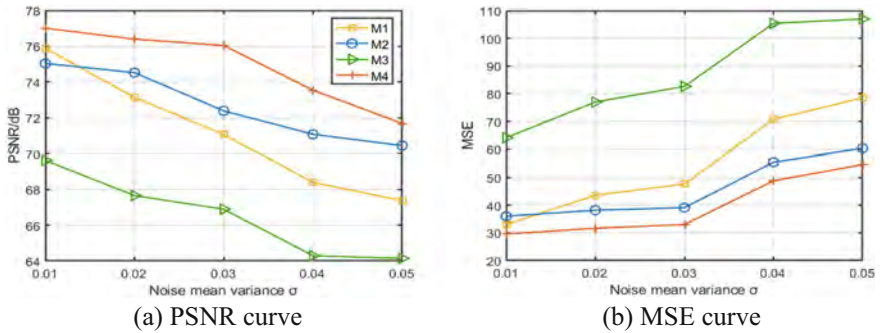 78
76
74
72
70
68
66
64
PSNR/dB
0.01 0.02 0.03 0.04 0.05
Noise mean variance σ
M1
M2
M3
M4
(a) PSNR curve
110
100
90
80
70
60
50
40
30
20
MSE
0.01 0.02 0.03 0.04 0.05
Noise mean variance σ
(b) MSE curve